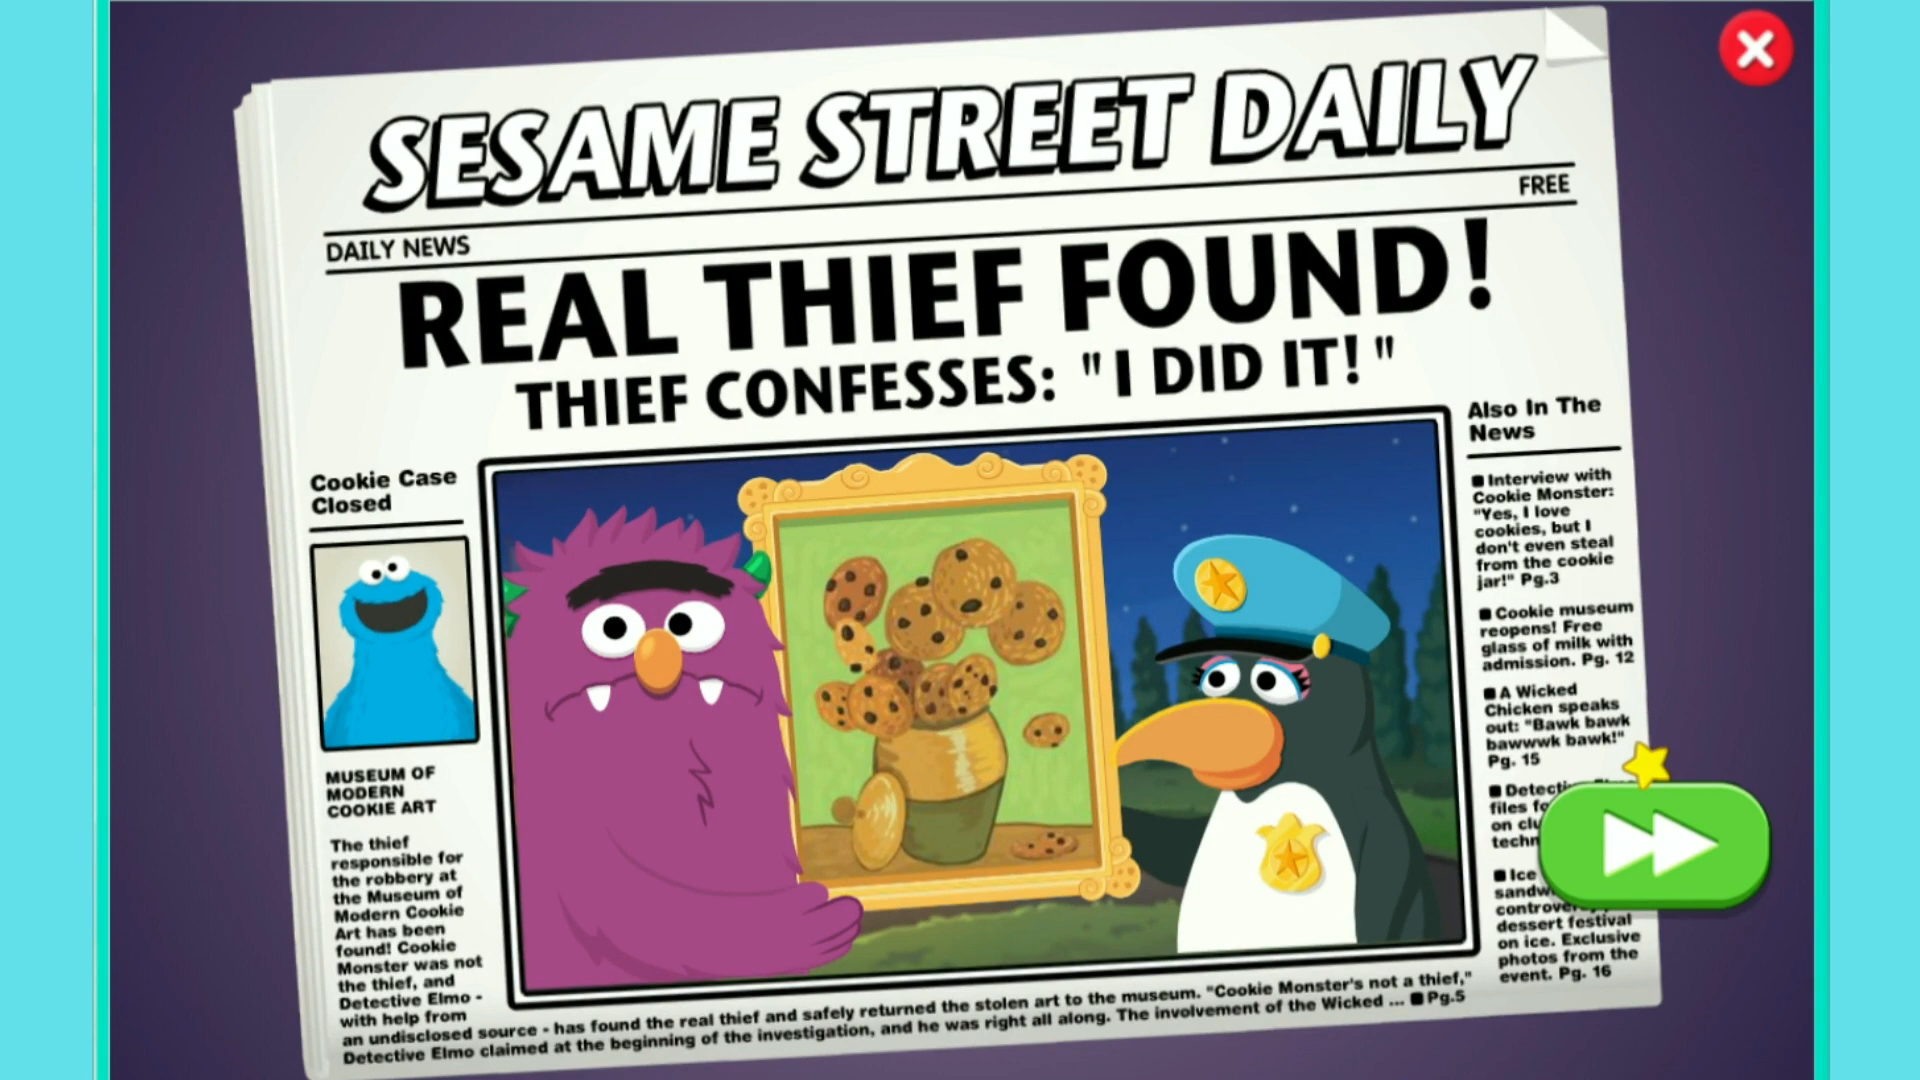 SESAME STREET DAILY
DAILY NEWS
FREE
REAL THIEF FOUND!
THIEF CONFESSES: "I DID IT!"
Cookie Case
Closed
MUSEUM OF
MODERN
COOKIE ART
The thief
responsible for
the robbery at
the Museum of
Modern Cookie
Art has been
found! Cookie
Monster was not
the thief, and
Detective Elmo -
with help from
an undisclosed source - has found the real thief and safely returned the stolen art to the museum. "Cookie Monster's not a thief,"
Detective Elmo claimed at the beginning of the investigation, and he was right all along. The involvement of the Wicked ... ■ Pg.5
Also In The
News
■ Interview with
Cookie Monster:
"Yes, I love
cookies, but I
don't even steal
from the cookie
jar!" Pg.3
■ Cookie museum
reopens! Free
glass of milk with
admission. Pg. 12
■ A Wicked
Chicken speaks
out: "Bawk bawk
bawwwk bawk!"
Pg. 15
■
files
on
■ Ice
dessert festival
on ice. Exclusive
photos from the
event. Pg. 16